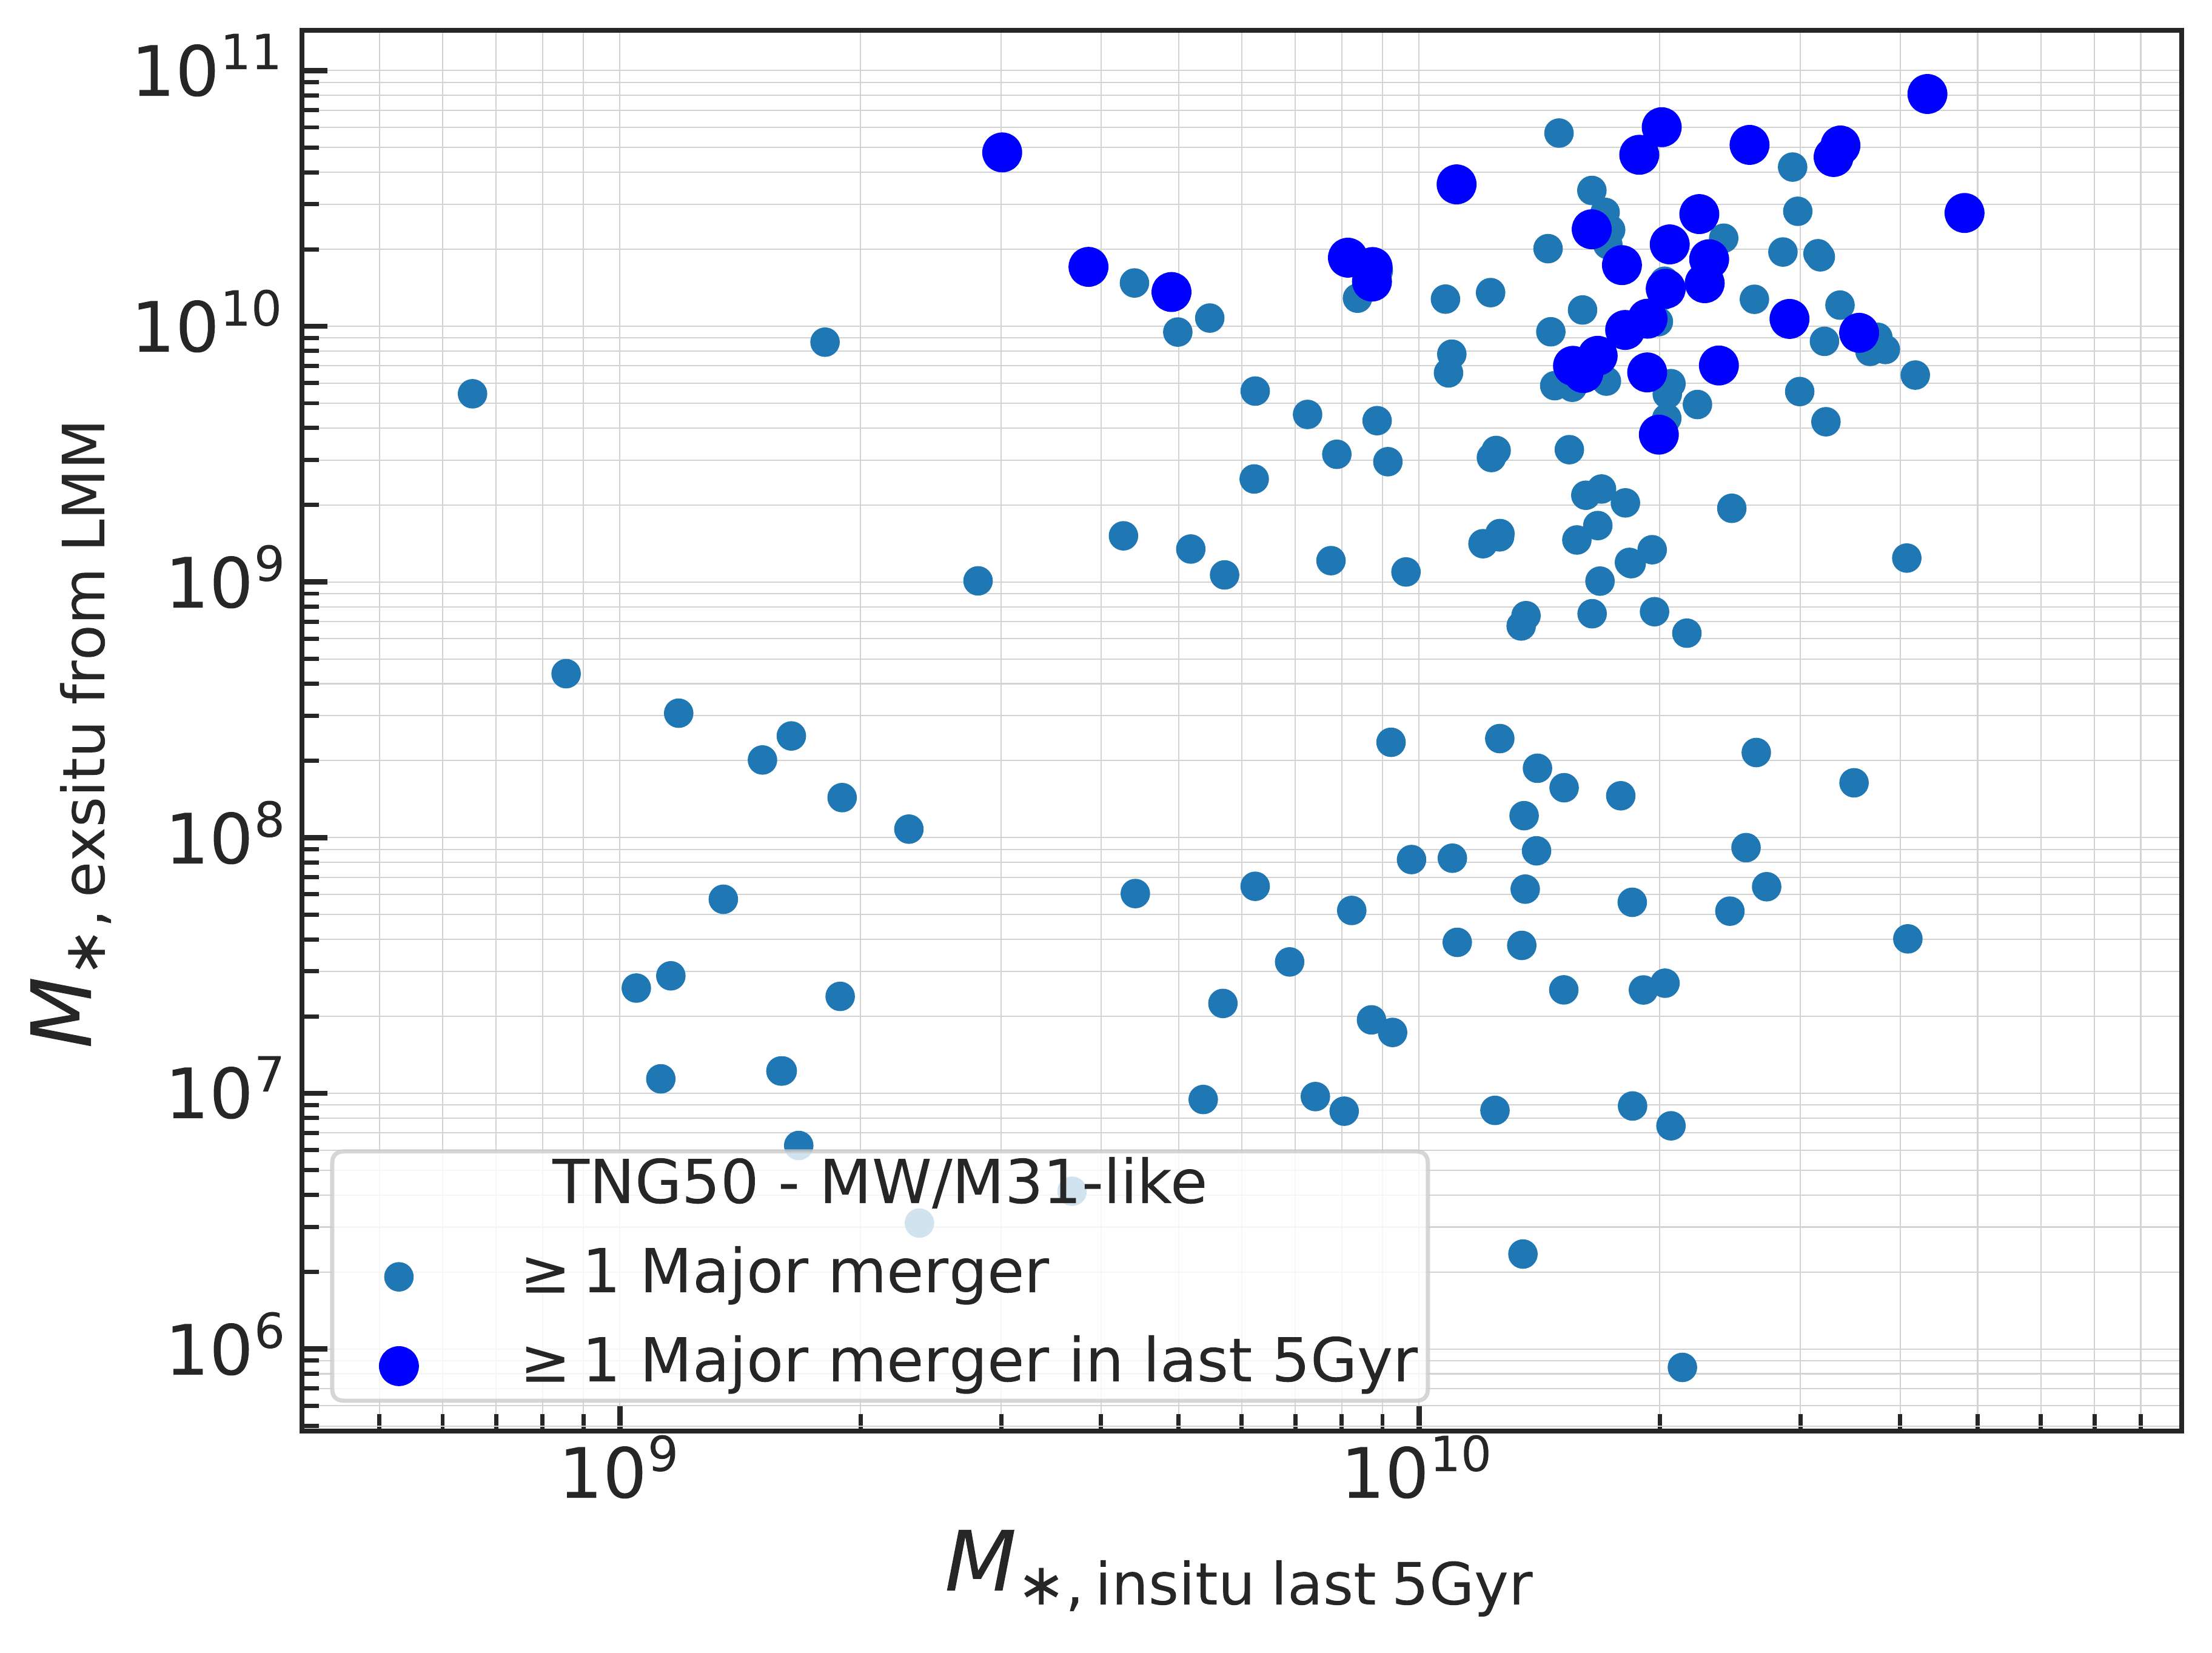 10^11
10^10
10^9
10^8
10^7
10^6
M_*, exsitu from LMM
TNG50 - MW/M31-like
≥ 1 Major merger
≥ 1 Major merger in last 5Gyr
10^9
10^10
M_*, insitu last 5Gyr